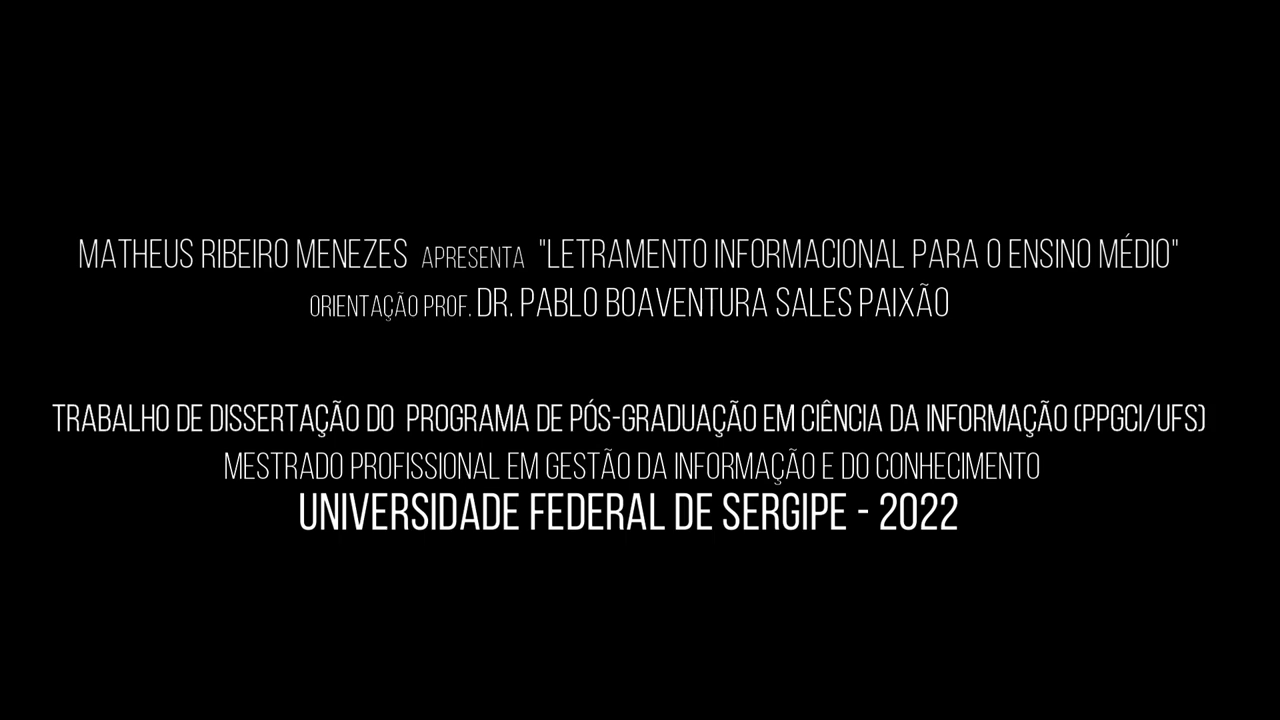 MATHEUS RIBEIRO MENEZES APRESENTA "LETRAMENTO INFORMACIONAL PARA O ENSINO MÉDIO"
ORIENTAÇÃO PROF. DR. PABLO BOAVENTURA SALES PAIXÃO
TRABALHO DE DISSERTAÇÃO DO PROGRAMA DE PÓS-GRADUAÇÃO EM CIÊNCIA DA INFORMAÇÃO (PPGCI/UFS)
MESTRADO PROFISSIONAL EM GESTÃO DA INFORMAÇÃO E DO CONHECIMENTO
UNIVERSIDADE FEDERAL DE SERGIPE - 2022